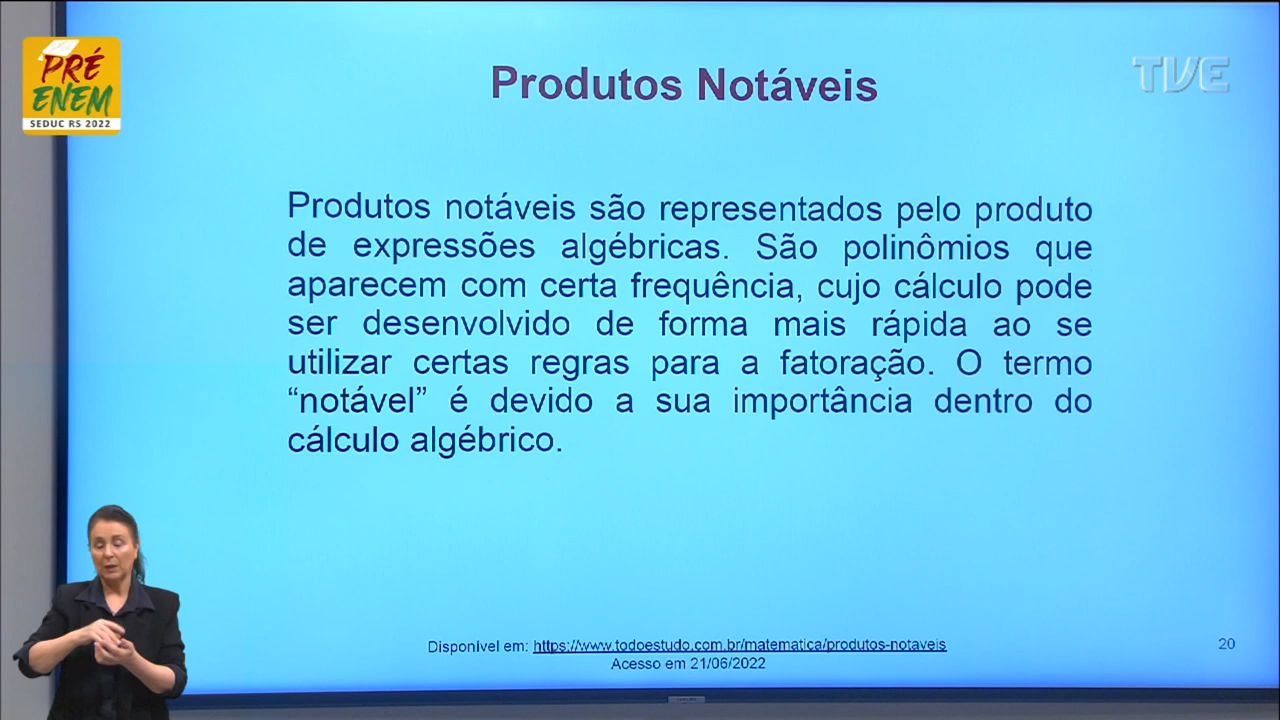 PRÉ
ENEM
SEDUC RS 2022
TVE
Produtos Notáveis
Produtos notáveis são representados pelo produto
de expressões algébricas. São polinômios que
aparecem com certa frequência, cujo cálculo pode
ser desenvolvido de forma mais rápida ao se
utilizar certas regras para a fatoração. O termo
“notável” é devido a sua importância dentro do
cálculo algébrico.
Disponível em: https://www.todoestudo.com.br/matematica/produtos-notaveis
Acesso em 21/06/2022
20